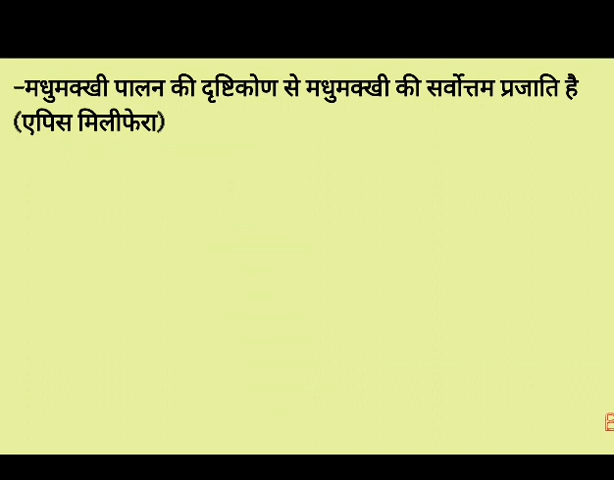 -मधुमक्खी पालन की दृष्टिकोण से मधुमक्खी की सर्वोत्तम प्रजाति है
(एपिस मिलीफेरा)